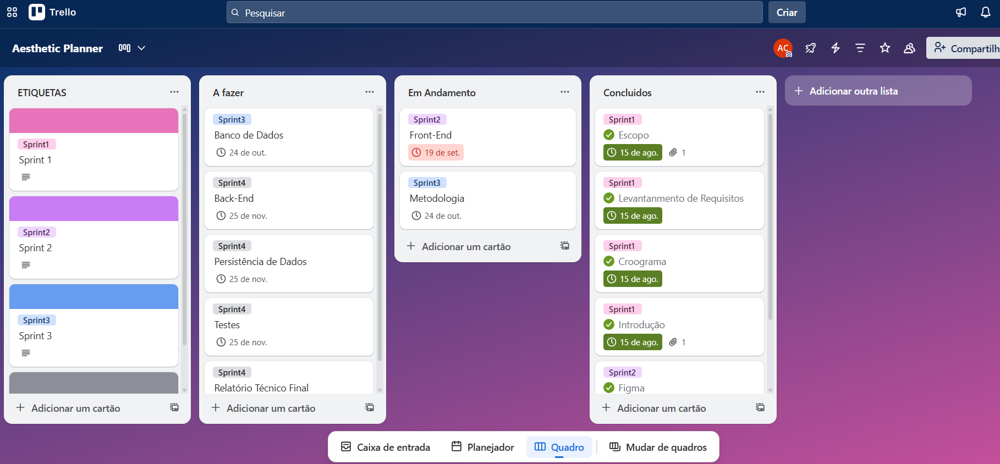 Trello
Pesquisar
Criar
Aesthetic Planner
AC
Compartilh
ETIQUETAS
Sprint1
Sprint 1
Sprint2
Sprint 2
Sprint3
Sprint 3
Adicionar um cartão
A fazer
Sprint3
Banco de Dados
24 de out.
Sprint4
Back-End
25 de nov.
Sprint4
Persistência de Dados
25 de nov.
Sprint4
Testes
25 de nov.
Sprint4
Relatório Técnico Final
Adicionar um cartão
Em Andamento
Sprint2
Front-End
19 de set.
Sprint3
Metodologia
24 de out.
Adicionar um cartão
Concluidos
Sprint1
Escopo
15 de ago. 1
Sprint1
Levantanmento de Requisitos
15 de ago.
Sprint1
Croograma
15 de ago.
Sprint1
Introdução
15 de ago. 1
Sprint2
Figma
Adicionar um cartão
Adicionar outra lista
Caixa de entrada
Planejador
Quadro
Mudar de quadros